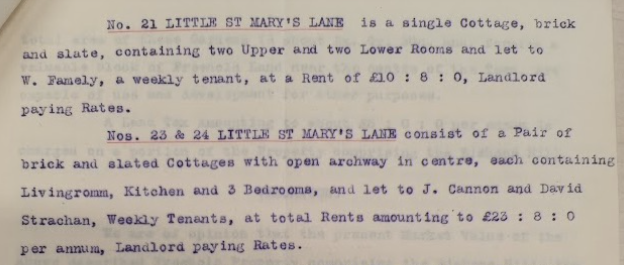 No. 21 LITTLE ST MARY'S LANE is a single Cottage, brick
and slate, containing two Upper and two Lower Rooms and let to
W. Famely, a weekly tenant, at a Rent of £10 : 8 : 0, Landlord
paying Rates.
Nos. 23 & 24 LITTLE ST MARY'S LANE consist of a Pair of
brick and slated Cottages with open archway in centre, each containing
Livingromm, Kitchen and 3 Bedrooms, and let to J. Cannon and David
Strachan, Weekly Tenants, at total Rents amounting to £23 : 8 : 0
per annum, Landlord paying Rates.